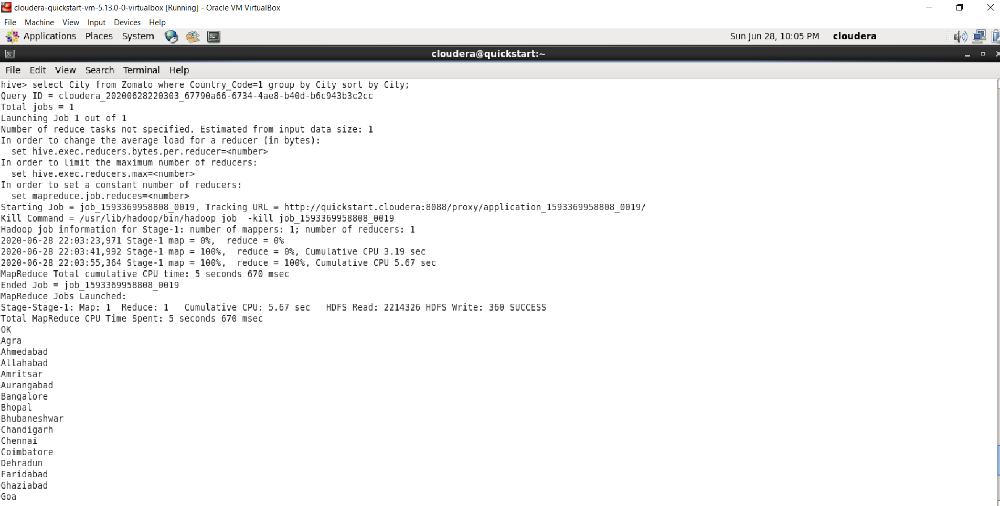 cloudera-quickstart-vm-5.13.0-0-virtualbox [Running] - Oracle VM VirtualBox
File Machine View Input Devices Help
Applications Places System Sun Jun 28, 10:05 PM cloudera
cloudera@quickstart:~
File Edit View Search Terminal Help
hive> select City from Zomato where Country_Code=1 group by City sort by City;
Query ID = cloudera_20200628220303_67790a66-6734-4ae8-b40d-b6c943b3c2cc
Total jobs = 1
Launching Job 1 out of 1
Number of reduce tasks not specified. Estimated from input data size: 1
In order to change the average load for a reducer (in bytes):
  set hive.exec.reducers.bytes.per.reducer=<number>
In order to limit the maximum number of reducers:
  set hive.exec.reducers.max=<number>
In order to set a constant number of reducers:
  set mapreduce.job.reduces=<number>
Starting Job = job_1593369958808_0019, Tracking URL = http://quickstart.cloudera:8088/proxy/application_1593369958808_0019/
Kill Command = /usr/lib/hadoop/bin/hadoop job  -kill job_1593369958808_0019
Hadoop job information for Stage-1: number of mappers: 1; number of reducers: 1
2020-06-28 22:03:23,971 Stage-1 map = 0%,  reduce = 0%
2020-06-28 22:03:41,992 Stage-1 map = 100%,  reduce = 0%, Cumulative CPU 3.19 sec
2020-06-28 22:03:55,364 Stage-1 map = 100%,  reduce = 100%, Cumulative CPU 5.67 sec
MapReduce Total cumulative CPU time: 5 seconds 670 msec
Ended Job = job_1593369958808_0019
MapReduce Jobs Launched:
Stage-Stage-1: Map: 1  Reduce: 1   Cumulative CPU: 5.67 sec   HDFS Read: 2214326 HDFS Write: 360 SUCCESS
Total MapReduce CPU Time Spent: 5 seconds 670 msec
OK
Agra
Ahmedabad
Allahabad
Amritsar
Aurangabad
Bangalore
Bhopal
Bhubaneshwar
Chandigarh
Chennai
Coimbatore
Dehradun
Faridabad
Ghaziabad
Goa